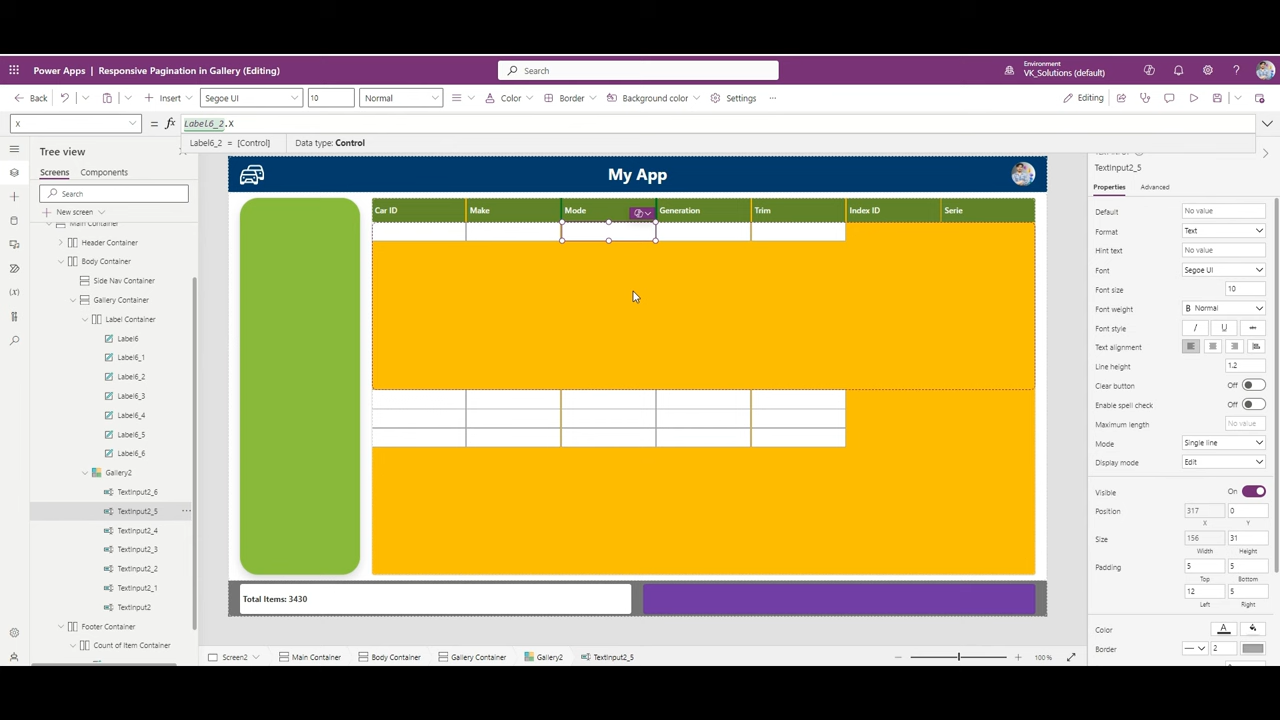 Power Apps | Responsive Pagination in Gallery (Editing)
Search
Environment
VK_Solutions (default)
Back
Insert
Segoe UI
10
Normal
Color
Border
Background color
Settings
Editing
X
= fx Label6_2.X
Label6_2 = [Control]
Data type: Control
Tree view
Screens
Components
Search
New screen
Main Container
Header Container
Body Container
Side Nav Container
Gallery Container
Label Container
Label6
Label6_1
Label6_2
Label6_3
Label6_4
Label6_5
Label6_6
Gallery2
TextInput2_6
TextInput2_5
TextInput2_4
TextInput2_3
TextInput2_2
TextInput2_1
TextInput2
Footer Container
Count of Item Container
My App
Car ID
Make
Mode
Generation
Trim
Index ID
Serie
Total Items: 3430
Screen2
Main Container
Body Container
Gallery Container
Gallery2
TextInput2_5
100 %
TextInput2_5
Properties
Advanced
Default
No value
Format
Text
Hint text
No value
Font
Segoe UI
Font size
10
Font weight
B Normal
Font style
Text alignment
Line height
1.2
Clear button
Off
Enable spell check
Off
Maximum length
No value
Mode
Single line
Display mode
Edit
Visible
On
Position
317
0
X
Y
Size
156
31
Width
Height
Padding
5
5
Top
Bottom
12
5
Left
Right
Color
A
Border
2